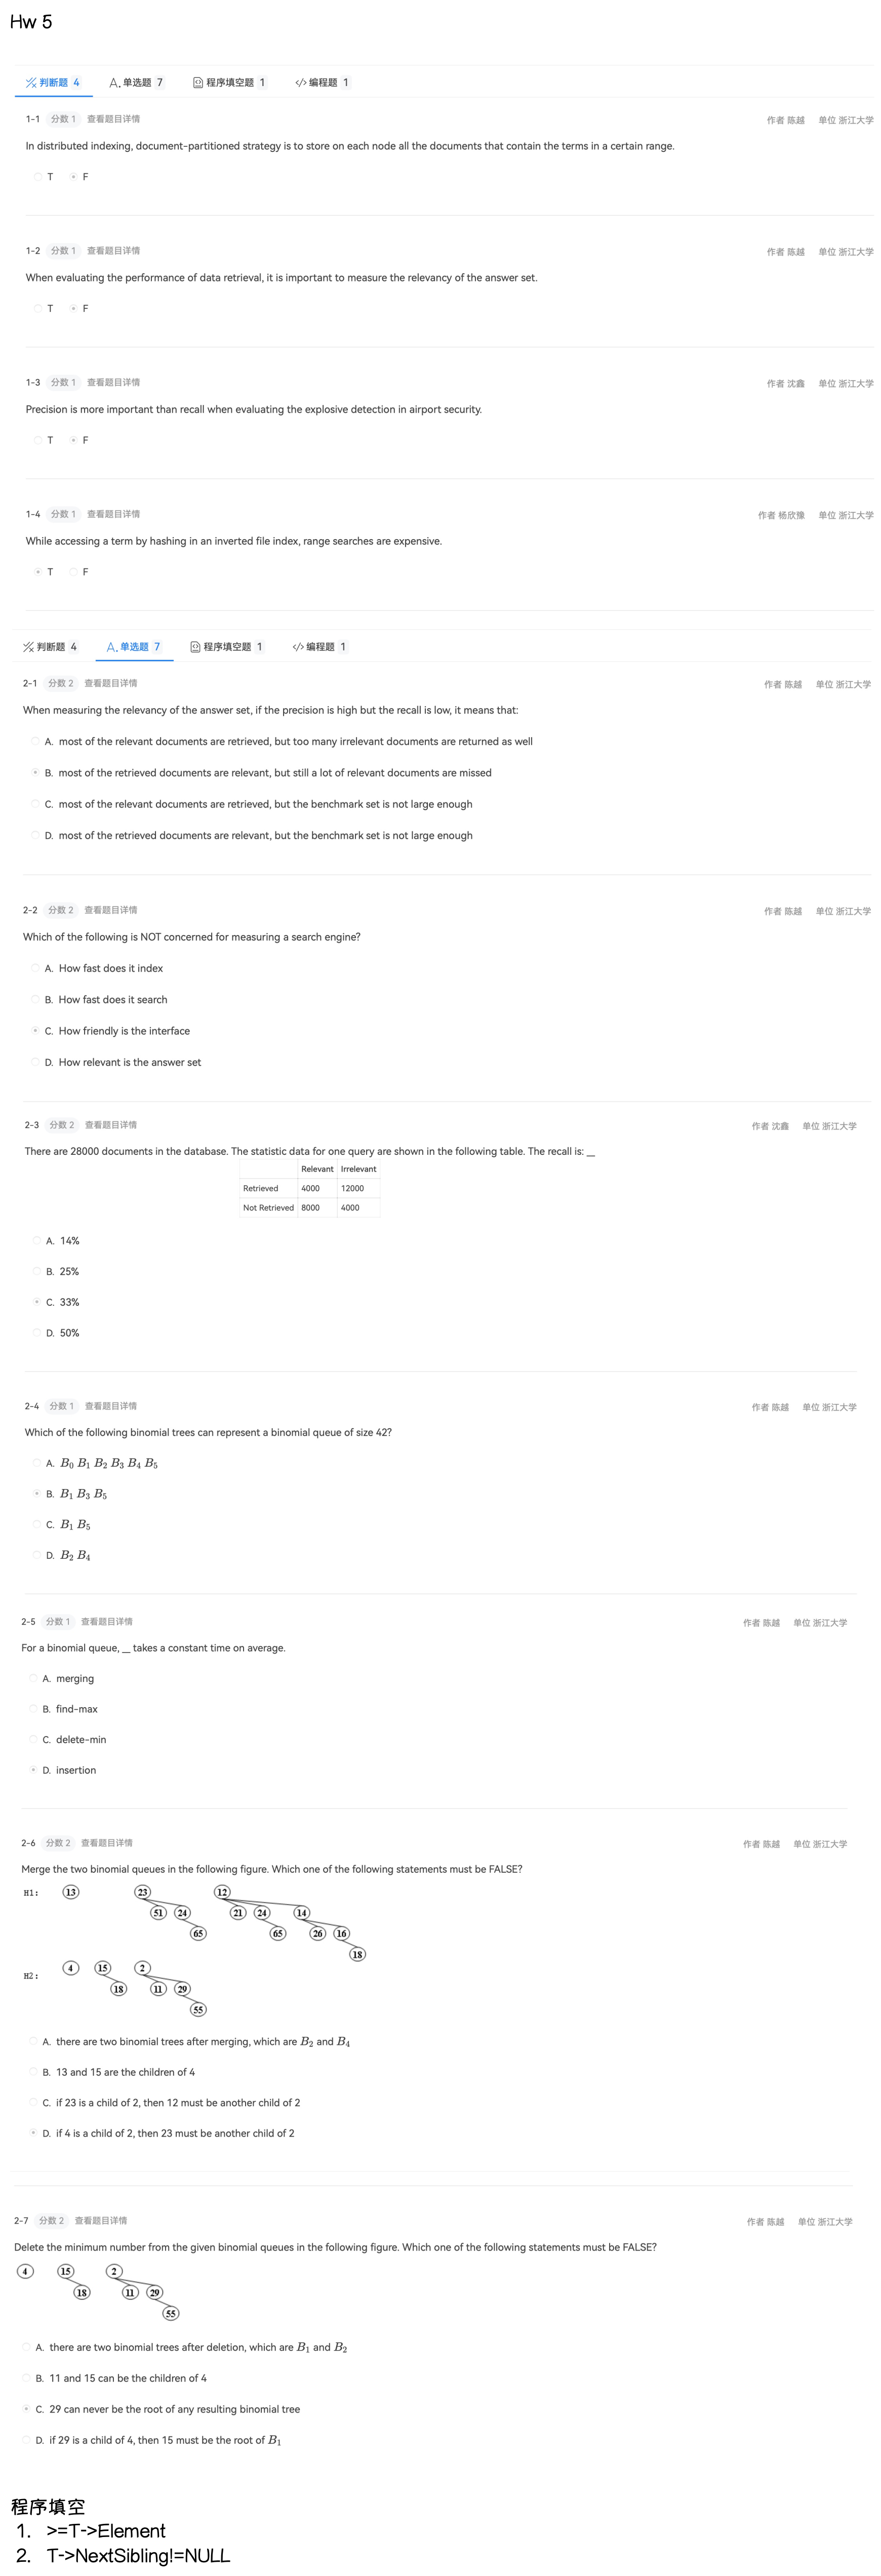 Hw 5
判断题 4 A. 单选题 7 程序填空题 1 </> 编程题 1
1-1 分数 1 查看题目详情 作者 陈越 单位 浙江大学
In distributed indexing, document-partitioned strategy is to store on each node all the documents that contain the terms in a certain range.
T F
1-2 分数 1 查看题目详情 作者 陈越 单位 浙江大学
When evaluating the performance of data retrieval, it is important to measure the relevancy of the answer set.
T F
1-3 分数 1 查看题目详情 作者 沈鑫 单位 浙江大学
Precision is more important than recall when evaluating the explosive detection in airport security.
T F
1-4 分数 1 查看题目详情 作者 杨欣豫 单位 浙江大学
While accessing a term by hashing in an inverted file index, range searches are expensive.
T F
判断题 4 A. 单选题 7 程序填空题 1 </> 编程题 1
2-1 分数 2 查看题目详情 作者 陈越 单位 浙江大学
When measuring the relevancy of the answer set, if the precision is high but the recall is low, it means that:
A. most of the relevant documents are retrieved, but too many irrelevant documents are returned as well
B. most of the retrieved documents are relevant, but still a lot of relevant documents are missed
C. most of the relevant documents are retrieved, but the benchmark set is not large enough
D. most of the retrieved documents are relevant, but the benchmark set is not large enough
2-2 分数 2 查看题目详情 作者 陈越 单位 浙江大学
Which of the following is NOT concerned for measuring a search engine?
A. How fast does it index
B. How fast does it search
C. How friendly is the interface
D. How relevant is the answer set
2-3 分数 2 查看题目详情 作者 沈鑫 单位 浙江大学
There are 28000 documents in the database. The statistic data for one query are shown in the following table. The recall is: __
Relevant Irrelevant
Retrieved 4000 12000
Not Retrieved 8000 4000
A. 14%
B. 25%
C. 33%
D. 50%
2-4 分数 1 查看题目详情 作者 陈越 单位 浙江大学
Which of the following binomial trees can represent a binomial queue of size 42?
A. B0 B1 B2 B3 B4 B5
B. B1 B3 B5
C. B1 B5
D. B2 B4
2-5 分数 1 查看题目详情 作者 陈越 单位 浙江大学
For a binomial queue, __ takes a constant time on average.
A. merging
B. find-max
C. delete-min
D. insertion
2-6 分数 2 查看题目详情 作者 陈越 单位 浙江大学
Merge the two binomial queues in the following figure. Which one of the following statements must be FALSE?
H1: 13 23 12
51 24 21 24 14
65 65 26 16
18
H2: 4 15 2
18 11 29
55
A. there are two binomial trees after merging, which are B2 and B4
B. 13 and 15 are the children of 4
C. if 23 is a child of 2, then 12 must be another child of 2
D. if 4 is a child of 2, then 23 must be another child of 2
2-7 分数 2 查看题目详情 作者 陈越 单位 浙江大学
Delete the minimum number from the given binomial queues in the following figure. Which one of the following statements must be FALSE?
4 15 2
18 11 29
55
A. there are two binomial trees after deletion, which are B1 and B2
B. 11 and 15 can be the children of 4
C. 29 can never be the root of any resulting binomial tree
D. if 29 is a child of 4, then 15 must be the root of B1
程序填空
1. >=T->Element
2. T->NextSibling!=NULL